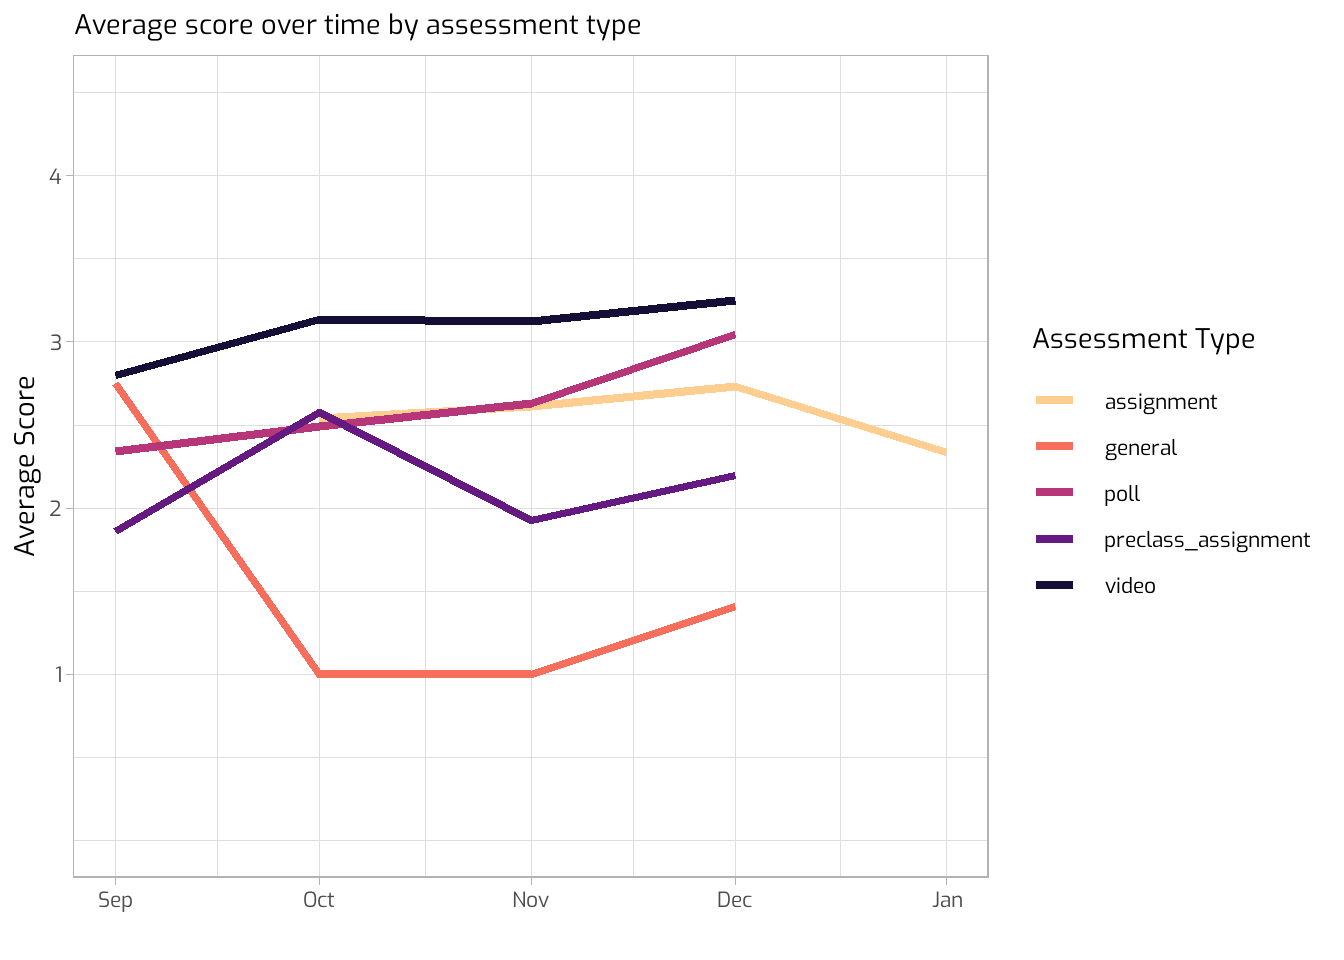 Average score over time by assessment type
Average Score
4
3
2
1
Sep Oct Nov Dec Jan
Assessment Type
assignment
general
poll
preclass_assignment
video